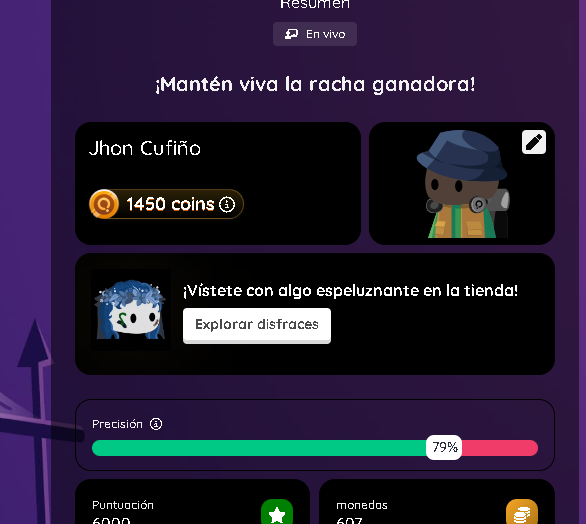 Resumen
En vivo
¡Mantén viva la racha ganadora!
Jhon Cufiño
1450 coins
¡Vístete con algo espeluznante en la tienda!
Explorar disfraces
Precisión
79%
Puntuación
monedas
6000
607